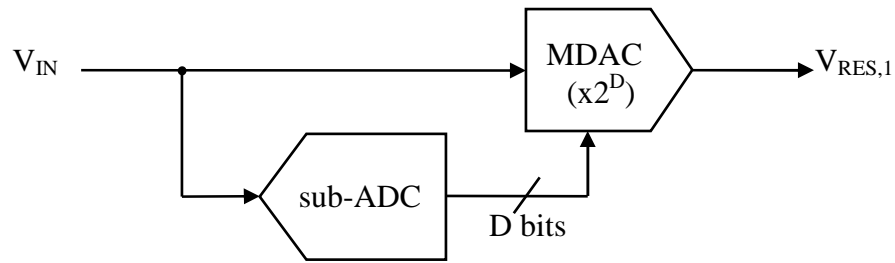 V_IN
MDAC
(x2^D)
V_RES,1
sub-ADC
D bits